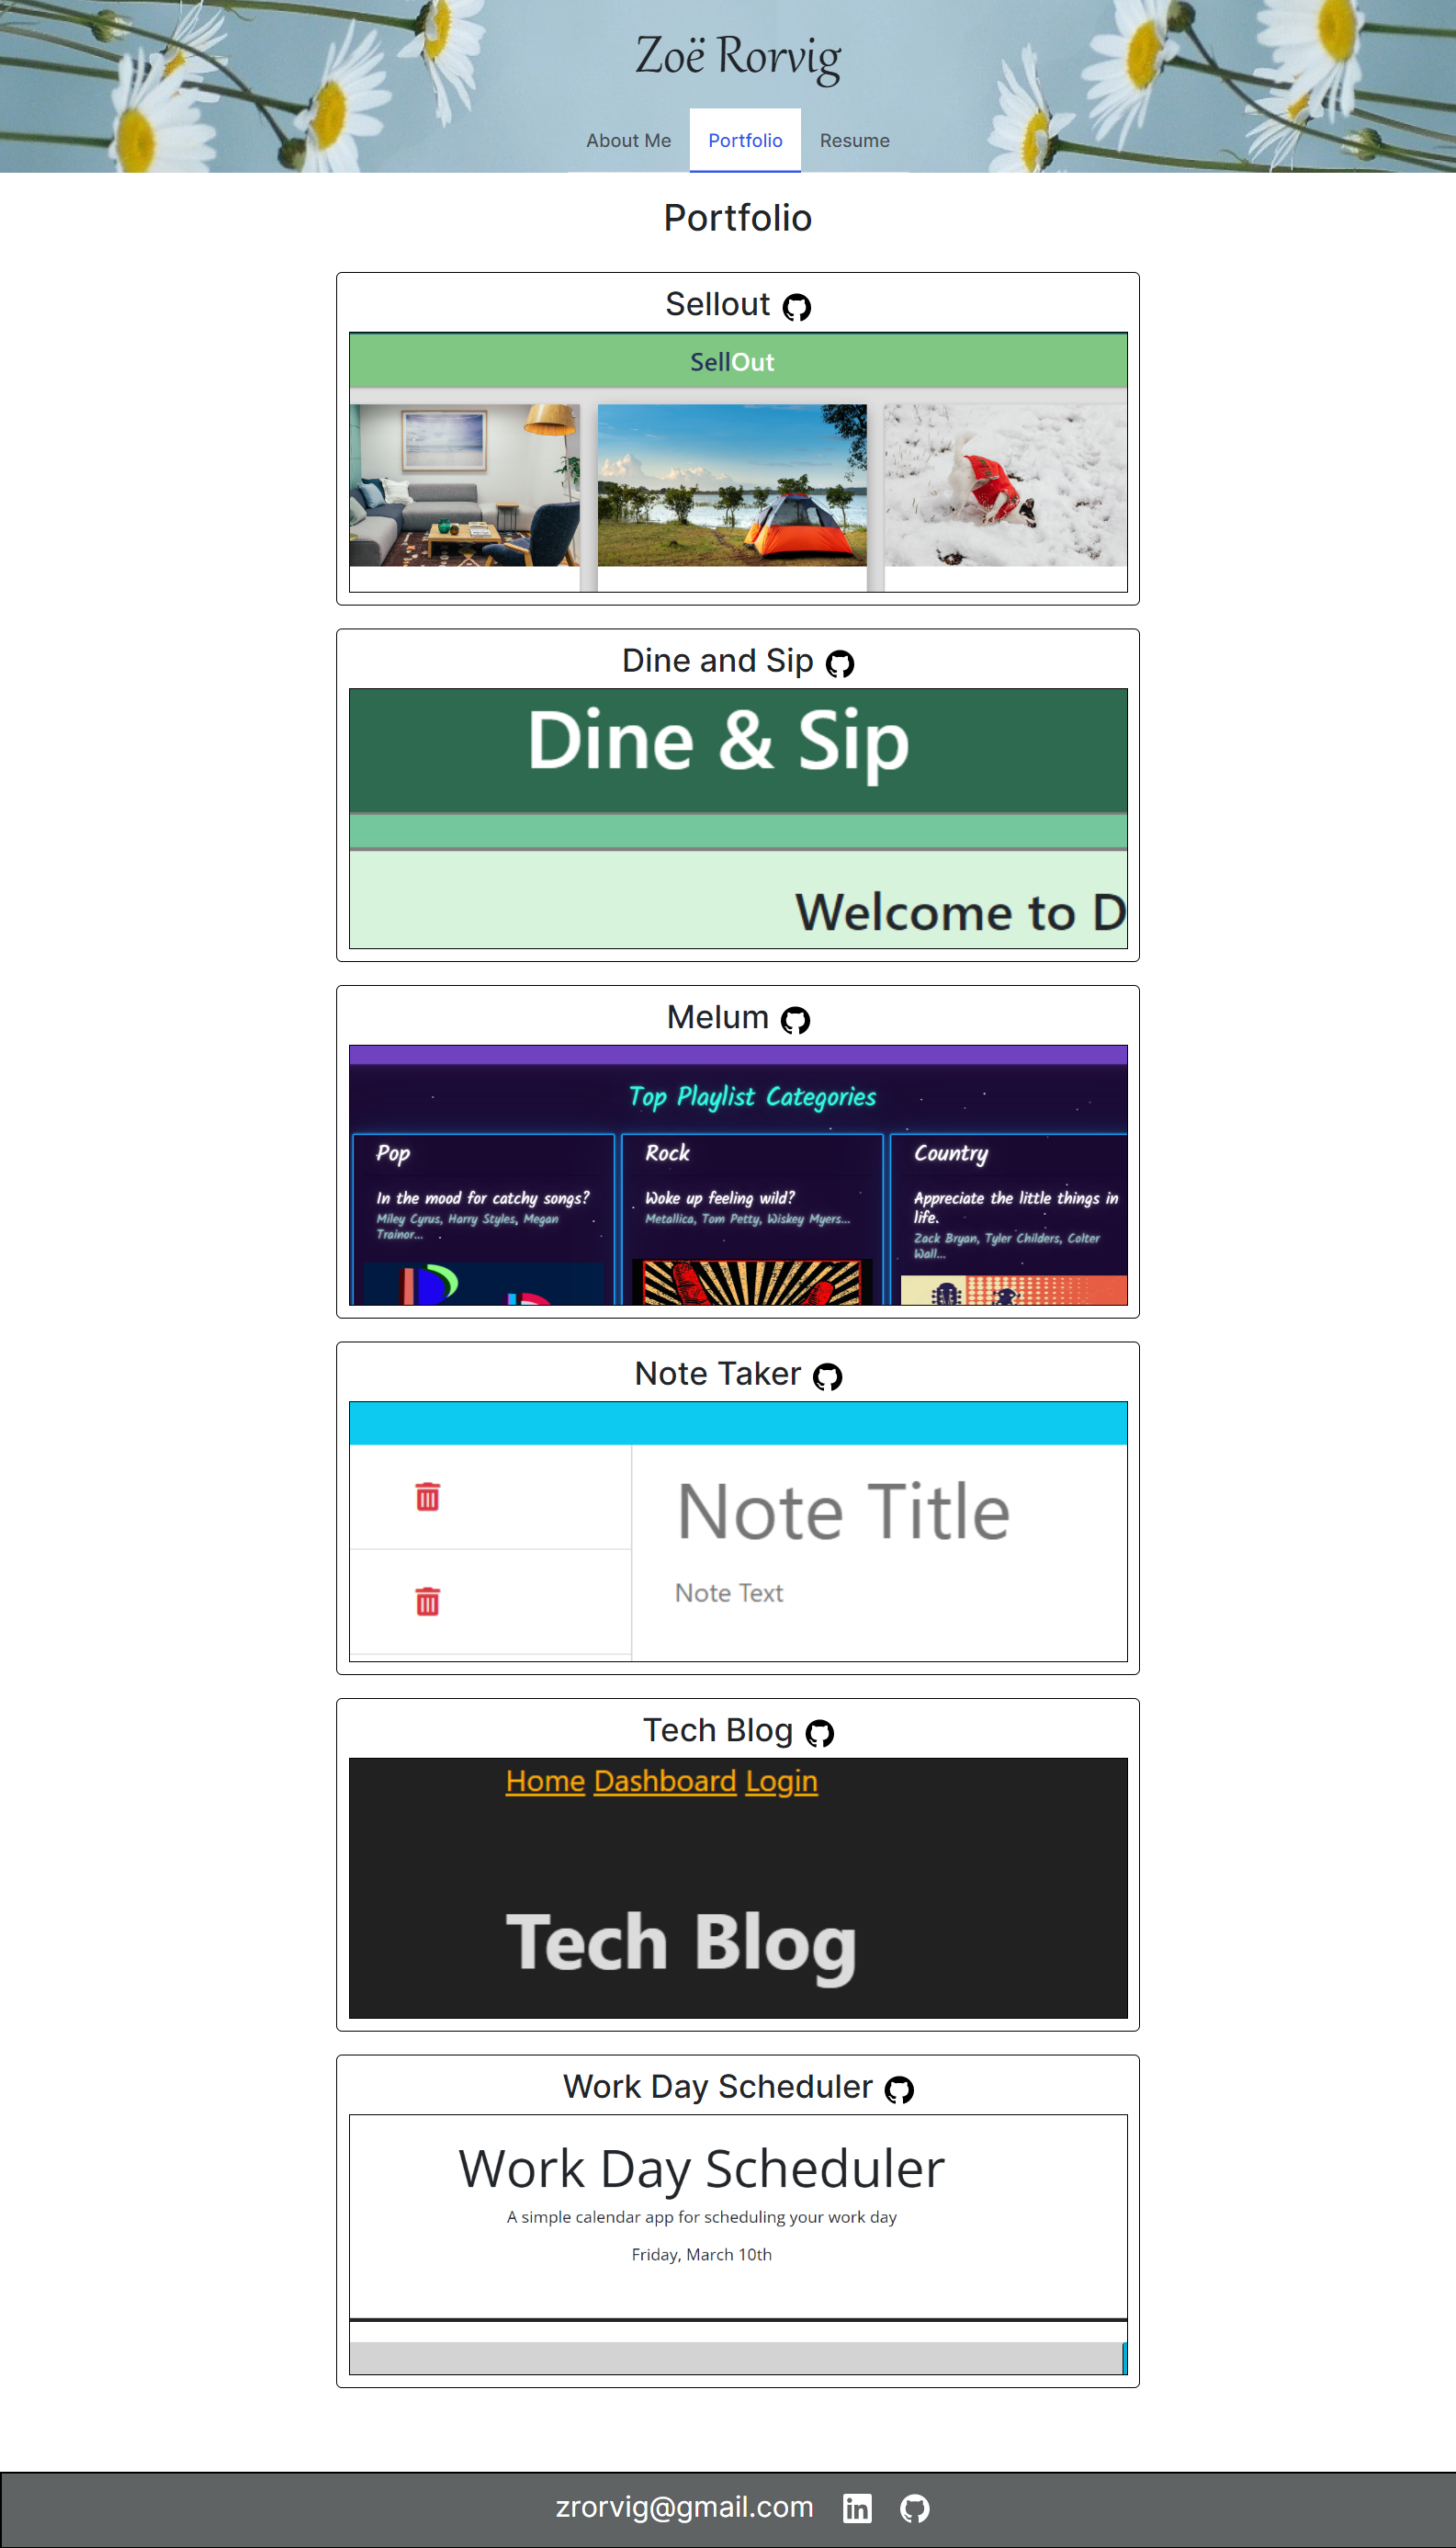 Zoë Rorvig
About Me Portfolio Resume
Portfolio
Sellout
SellOut
Dine and Sip
Dine & Sip
Welcome to D
Melum
Top Playlist Categories
Pop
In the mood for catchy songs?
Miley Cyrus, Harry Styles, Megan
Trainor...
Rock
Woke up feeling wild?
Metallica, Tom Petty, Wiskey Myers...
Country
Appreciate the little things in
life.
Zack Bryan, Tyler Childers, Colter
Wall...
Note Taker
Note Title
Note Text
Tech Blog
Home Dashboard Login
Tech Blog
Work Day Scheduler
Work Day Scheduler
A simple calendar app for scheduling your work day
Friday, March 10th
zrorvig@gmail.com in